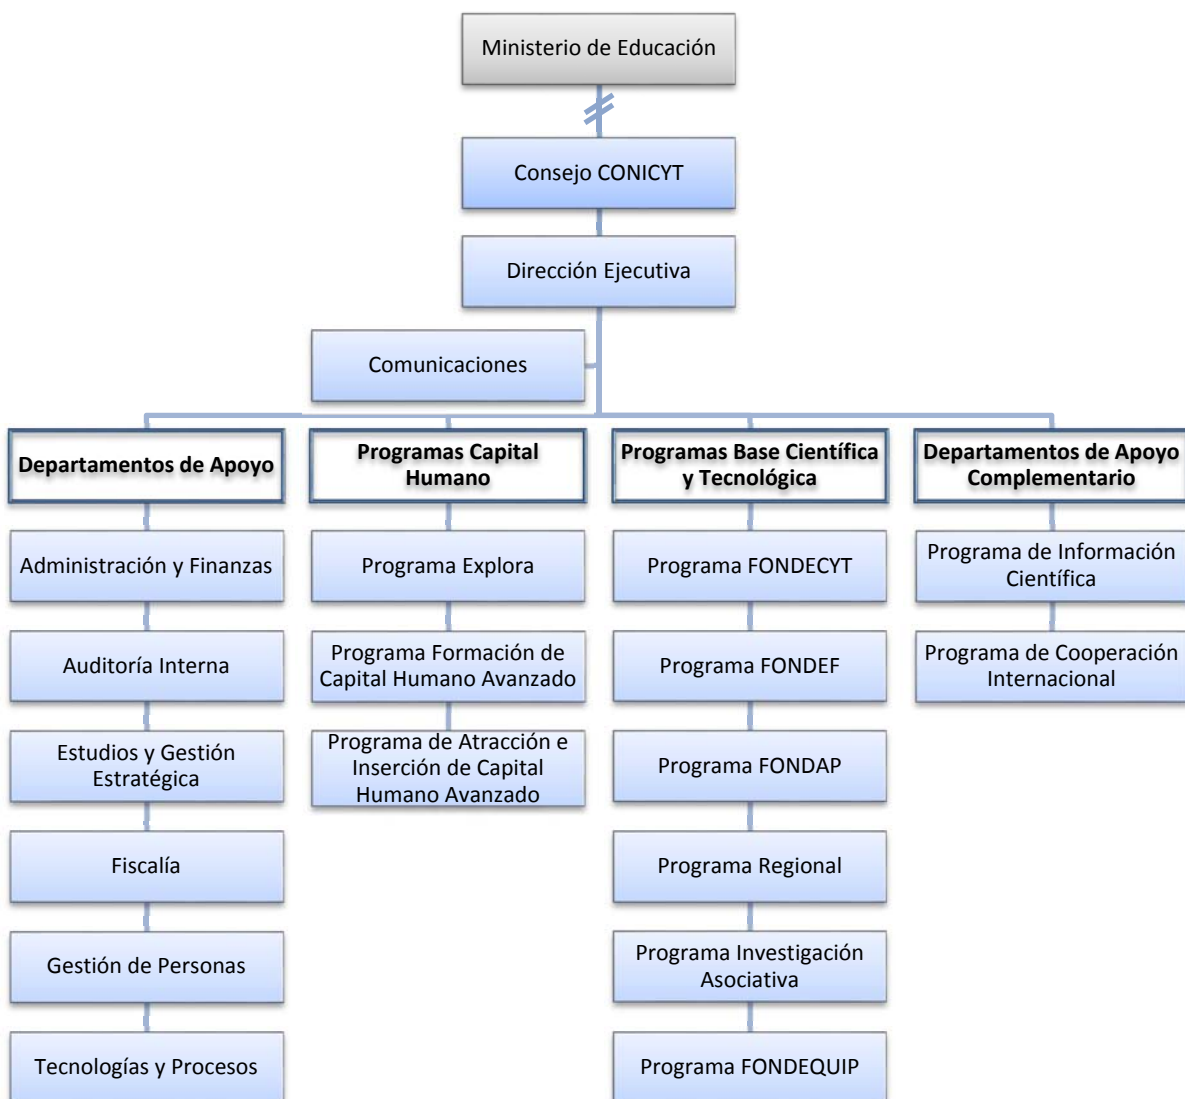 Ministerio de Educación
Consejo CONICYT
Dirección Ejecutiva
Comunicaciones
Departamentos de Apoyo
Administración y Finanzas
Auditoría Interna
Estudios y Gestión
Estratégica
Fiscalía
Gestión de Personas
Tecnologías y Procesos
Programas Capital
Humano
Programa Explora
Programa Formación de
Capital Humano Avanzado
Programa de Atracción e
Inserción de Capital
Humano Avanzado
Programas Base Científica
y Tecnológica
Programa FONDECYT
Programa FONDEF
Programa FONDAP
Programa Regional
Programa Investigación
Asociativa
Programa FONDEQUIP
Departamentos de Apoyo
Complementario
Programa de Información
Científica
Programa de Cooperación
Internacional